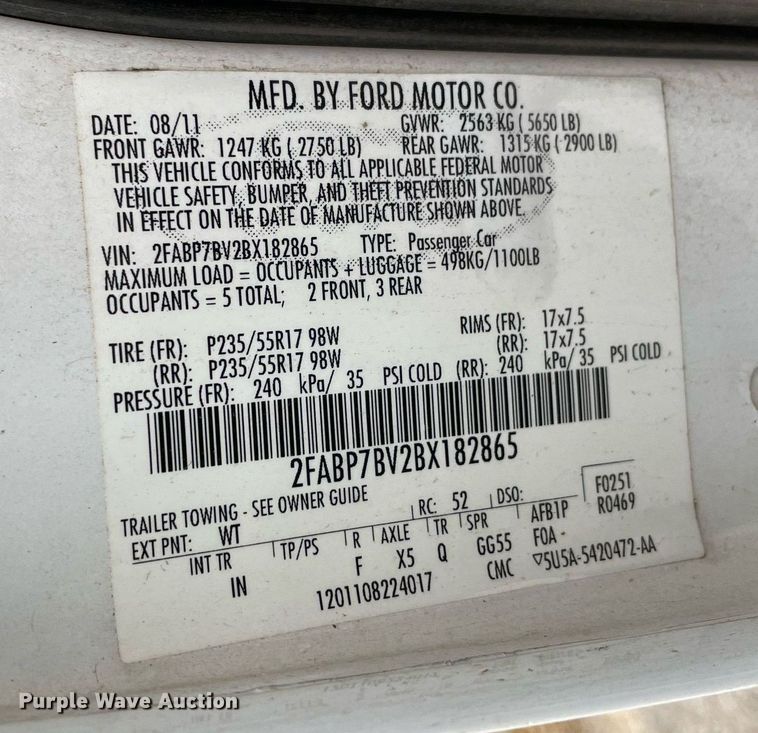 MFD. BY FORD MOTOR CO.
DATE: 08/11 GVWR: 2563 KG ( 5650 LB)
FRONT GAWR: 1247 KG ( 2750 LB) REAR GAWR: 1315 KG ( 2900 LB)
THIS VEHICLE CONFORMS TO ALL APPLICABLE FEDERAL MOTOR
VEHICLE SAFETY, BUMPER, AND THEFT PREVENTION STANDARDS
IN EFFECT ON THE DATE OF MANUFACTURE SHOWN ABOVE.
VIN: 2FABP7BV2BX182865 TYPE: Passenger Car
MAXIMUM LOAD = OCCUPANTS + LUGGAGE = 498KG/1100LB
OCCUPANTS = 5 TOTAL; 2 FRONT, 3 REAR
TIRE (FR): P235/55R17 98W RIMS (FR): 17x7.5
(RR): P235/55R17 98W (RR): 17x7.5
PRESSURE (FR): 240 kPa/ 35 PSI COLD (RR): 240 kPa/ 35 PSI COLD
2FABP7BV2BX182865
TRAILER TOWING - SEE OWNER GUIDE
EXT PNT: WT RC: 52 DSO: AFB1P F0251
INT TR TP/PS R AXLE TR SPR FOA R0469
IN F X5 Q GG55 ▽5U5A-5420472-AA
1201108224017 CMC
Purple Wave Auction